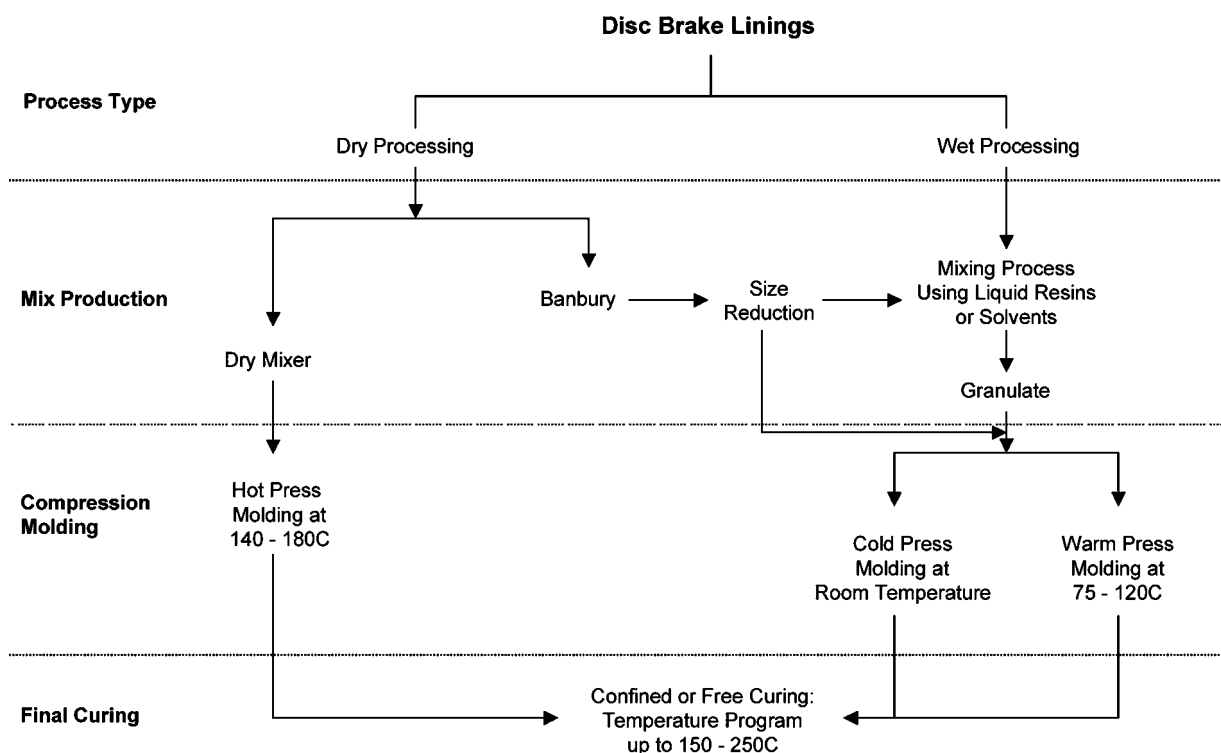 Disc Brake Linings
Process Type
Dry Processing
Wet Processing
Mix Production
Banbury
Size
Reduction
Mixing Process
Using Liquid Resins
or Solvents
Dry Mixer
Granulate
Compression
Molding
Hot Press
Molding at
140 - 180C
Cold Press
Molding at
Room Temperature
Warm Press
Molding at
75 - 120C
Final Curing
Confined or Free Curing:
Temperature Program
up to 150 - 250C